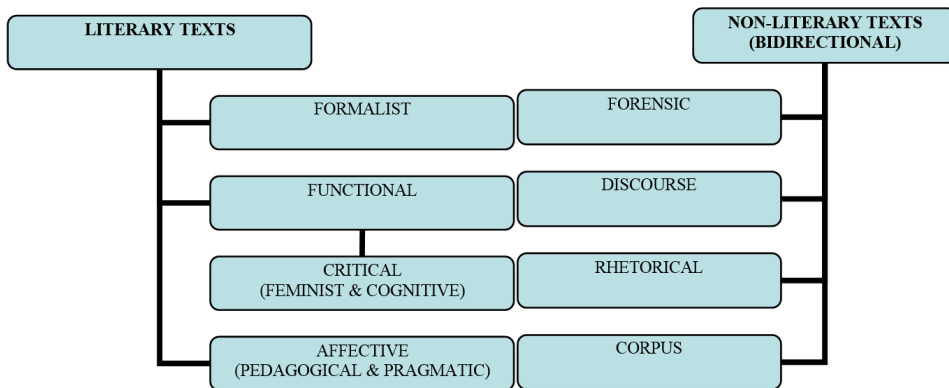 LITERARY TEXTS
NON-LITERARY TEXTS
(BIDIRECTIONAL)
FORMALIST
FORENSIC
FUNCTIONAL
DISCOURSE
CRITICAL
(FEMINIST & COGNITIVE)
RHETORICAL
AFFECTIVE
(PEDAGOGICAL & PRAGMATIC)
CORPUS